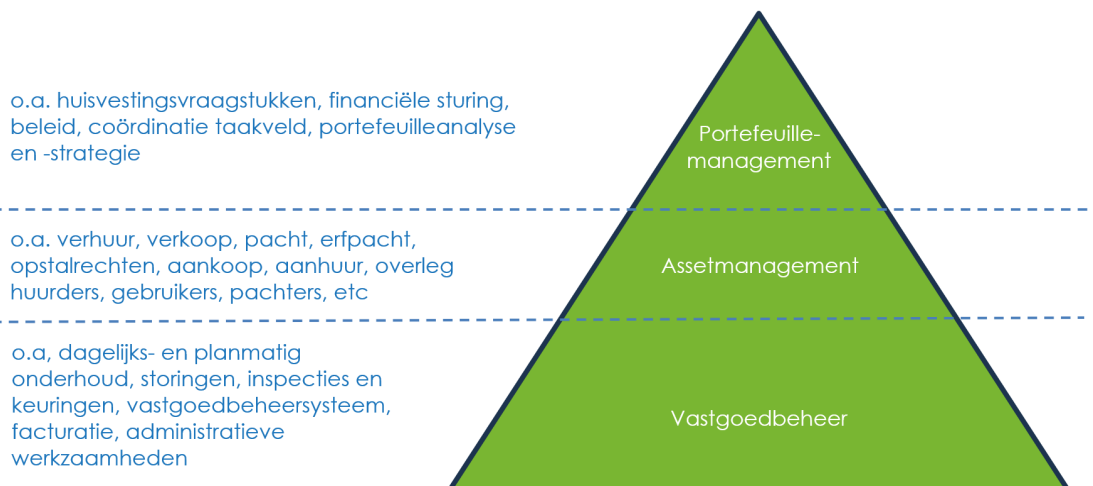 o.a. huisvestingsvraagstukken, financiële sturing,
beleid, coördinatie taakveld, portefeuilleanalyse
en -strategie
Portefeuille-
management
o.a. verhuur, verkoop, pacht, erfpacht,
opstalrechten, aankoop, aanhuur, overleg
huurders, gebruikers, pachters, etc
Assetmanagement
o.a, dagelijks- en planmatig
onderhoud, storingen, inspecties en
keuringen, vastgoedbeheersysteem,
facturatie, administratieve
werkzaamheden
Vastgoedbeheer